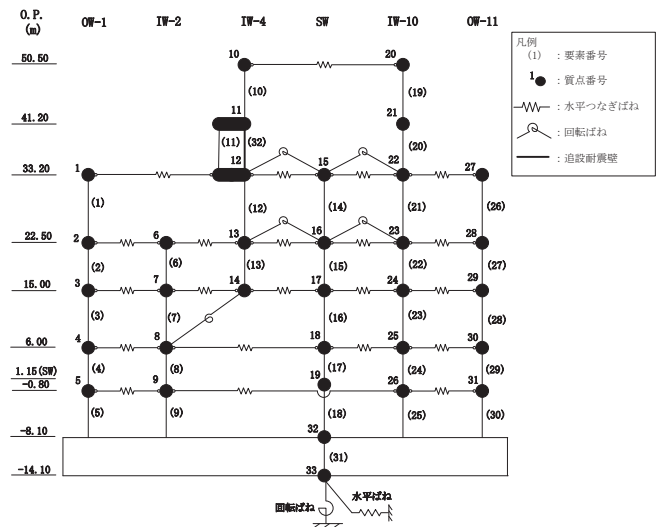 O.P.
(m)
OW-1 IW-2 IW-4 SW IW-10 OW-11
凡例
(1) : 要素番号
1 : 質点番号
: 水平つなぎばね
: 回転ばね
: 追設耐震壁
50.50 10 20
(10) (19)
41.20 11 21
(11) (32) (20)
33.20 1 12 15 22 27
(1) (12) (14) (21) (26)
22.50 2 6 13 16 23 28
(2) (6) (13) (15) (22) (27)
15.00 3 7 14 17 24 29
(3) (7) (16) (23) (28)
6.00 4 8 18 25 30
(4) (8) (17) (24) (29)
1.15(SW) 19
-0.80 5 9 26 31
(5) (9) (18) (25) (30)
-8.10 32
(31)
-14.10 33
水平ばね
回転ばね